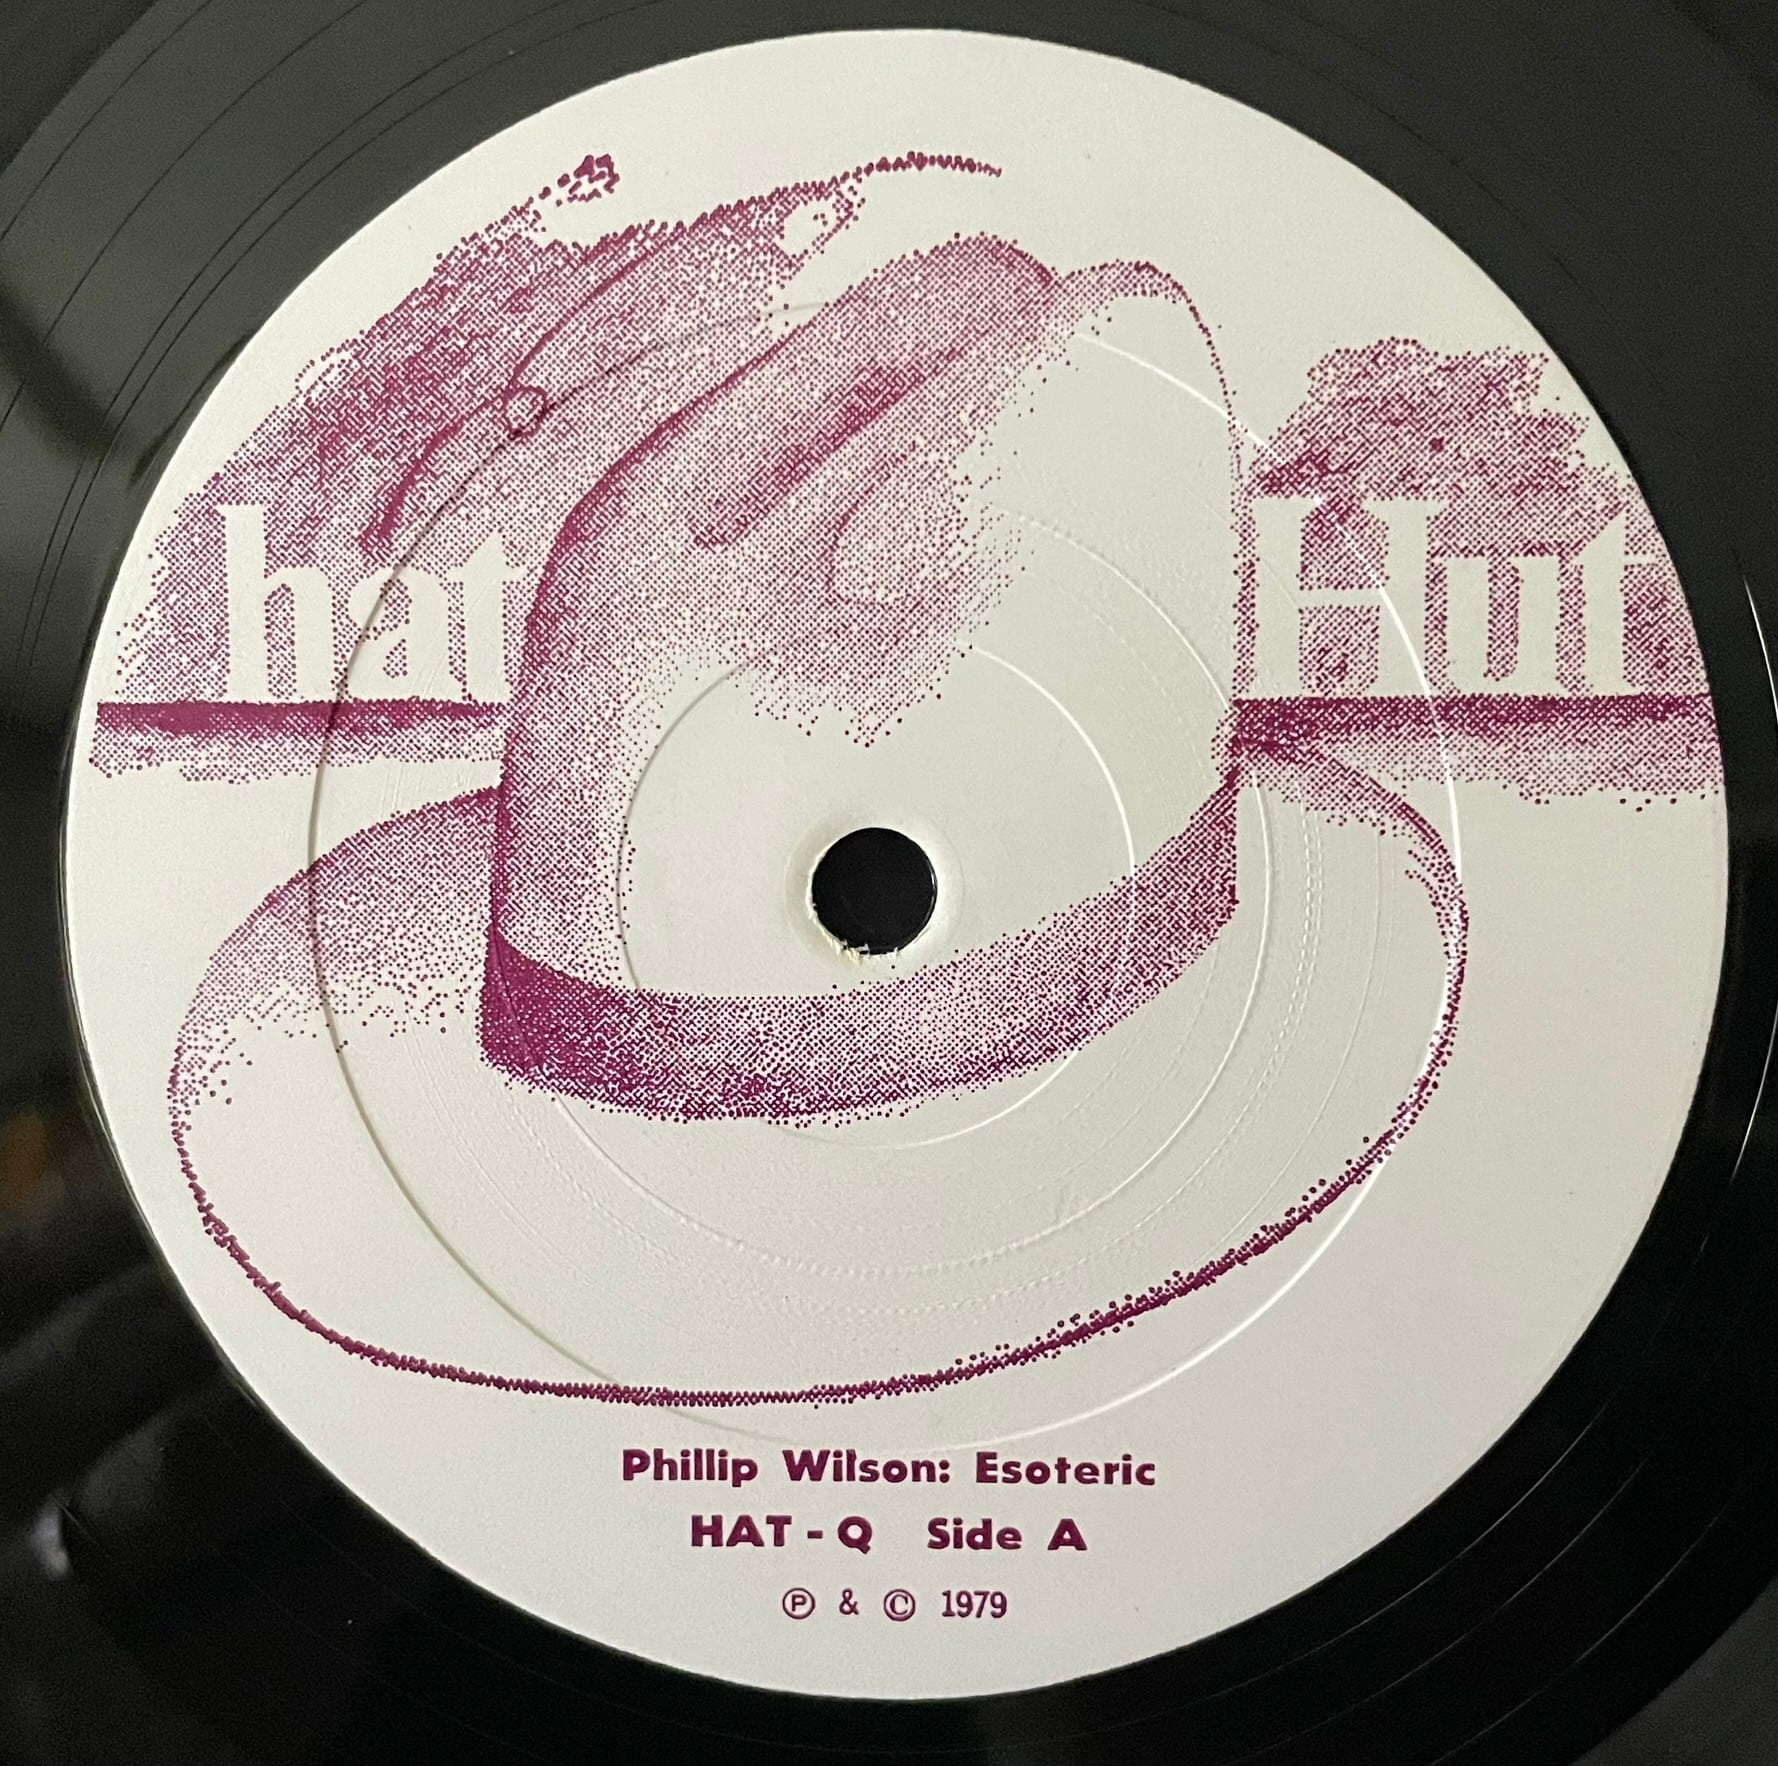 hat Hut
Phillip Wilson: Esoteric
HAT - Q Side A
℗ & © 1979